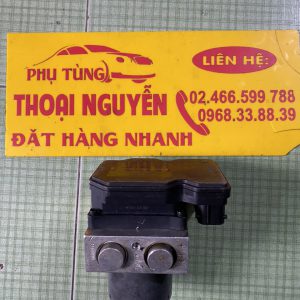 LIÊN HỆ:
PHỤ TÙNG
THOẠI NGUYỄN
02.466.599.788
0968.33.88.39
ĐẶT HÀNG NHANH